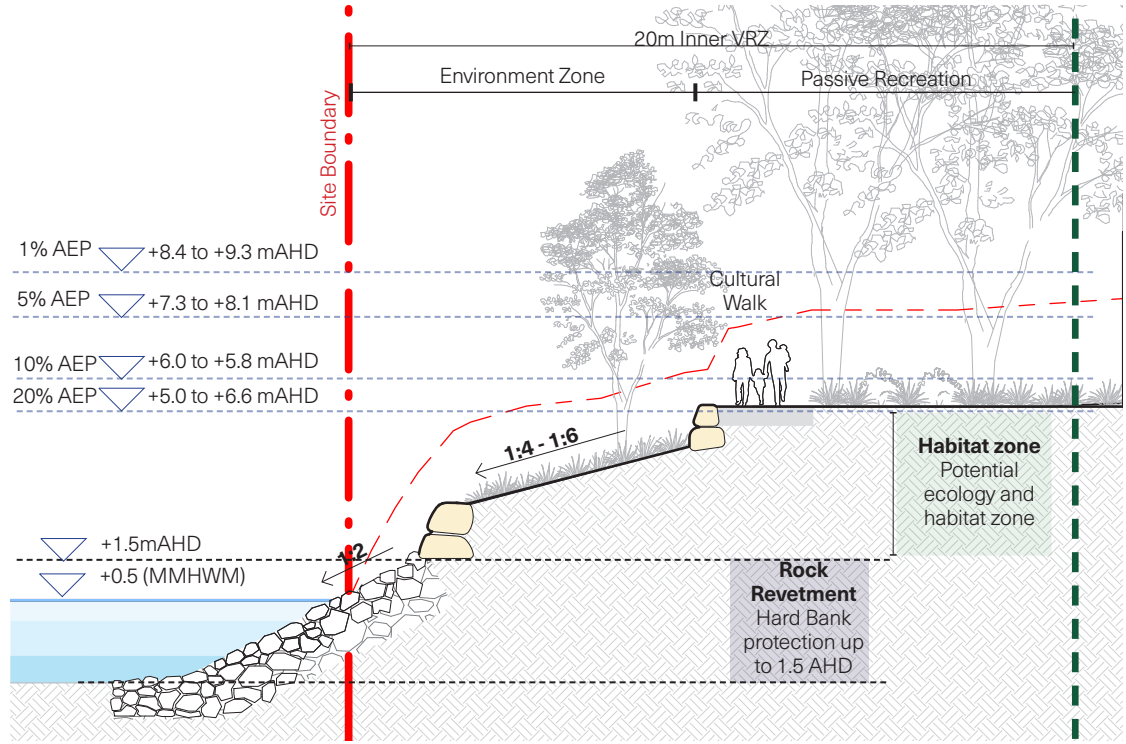 20m Inner VRZ
Environment Zone
Passive Recreation
Site Boundary
1% AEP
+8.4 to +9.3 mAHD
5% AEP
+7.3 to +8.1 mAHD
Cultural
Walk
10% AEP
+6.0 to +5.8 mAHD
20% AEP
+5.0 to +6.6 mAHD
1:4 - 1:6
Habitat zone
Potential
ecology and
habitat zone
+1.5mAHD
1:2
+0.5 (MMHWM)
Rock
Revetment
Hard Bank
protection up
to 1.5 AHD